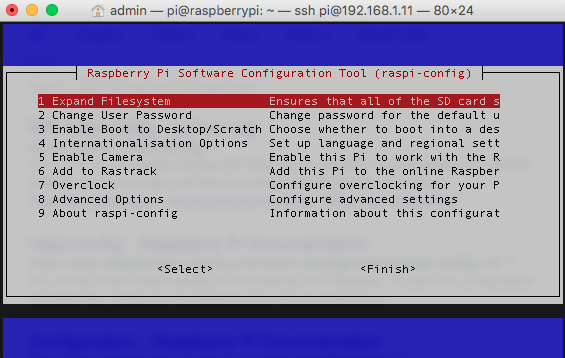 admin — pi@raspberrypi: ~ — ssh pi@192.168.1.11 — 80×24
Raspberry Pi Software Configuration Tool (raspi-config)
1 Expand Filesystem Ensures that all of the SD card s
2 Change User Password Change password for the default u
3 Enable Boot to Desktop/Scratch Choose whether to boot into a des
4 Internationalisation Options Set up language and regional sett
5 Enable Camera Enable this Pi to work with the R
6 Add to Rastrack Add this Pi to the online Raspber
7 Overclock Configure overclocking for your P
8 Advanced Options Configure advanced settings
9 About raspi-config Information about this configurat
<Select> <Finish>